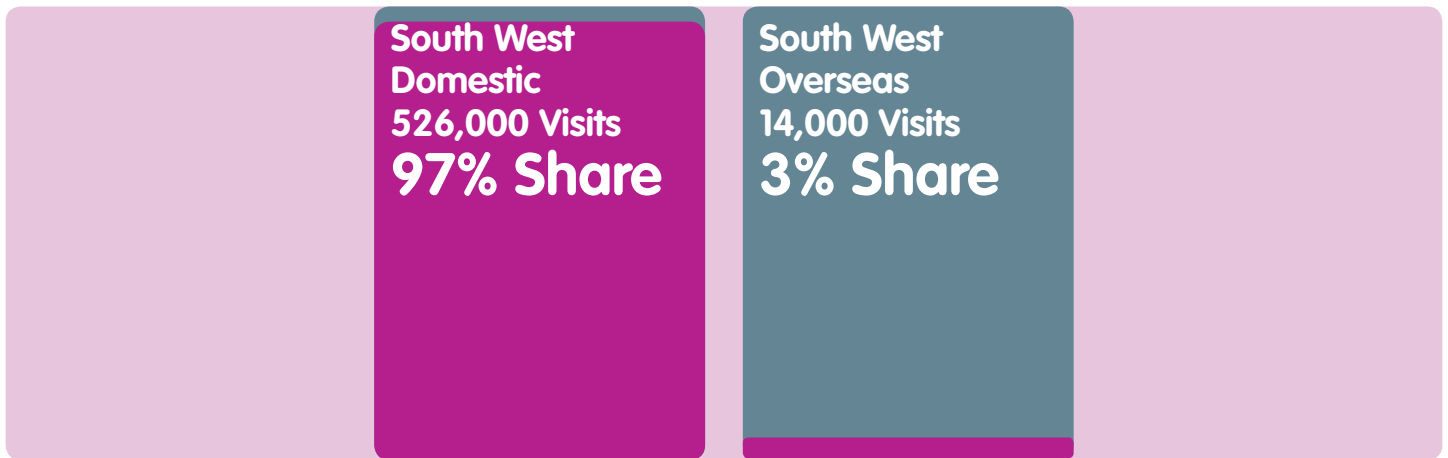 South West
Domestic
526,000 Visits
97% Share
South West
Overseas
14,000 Visits
3% Share